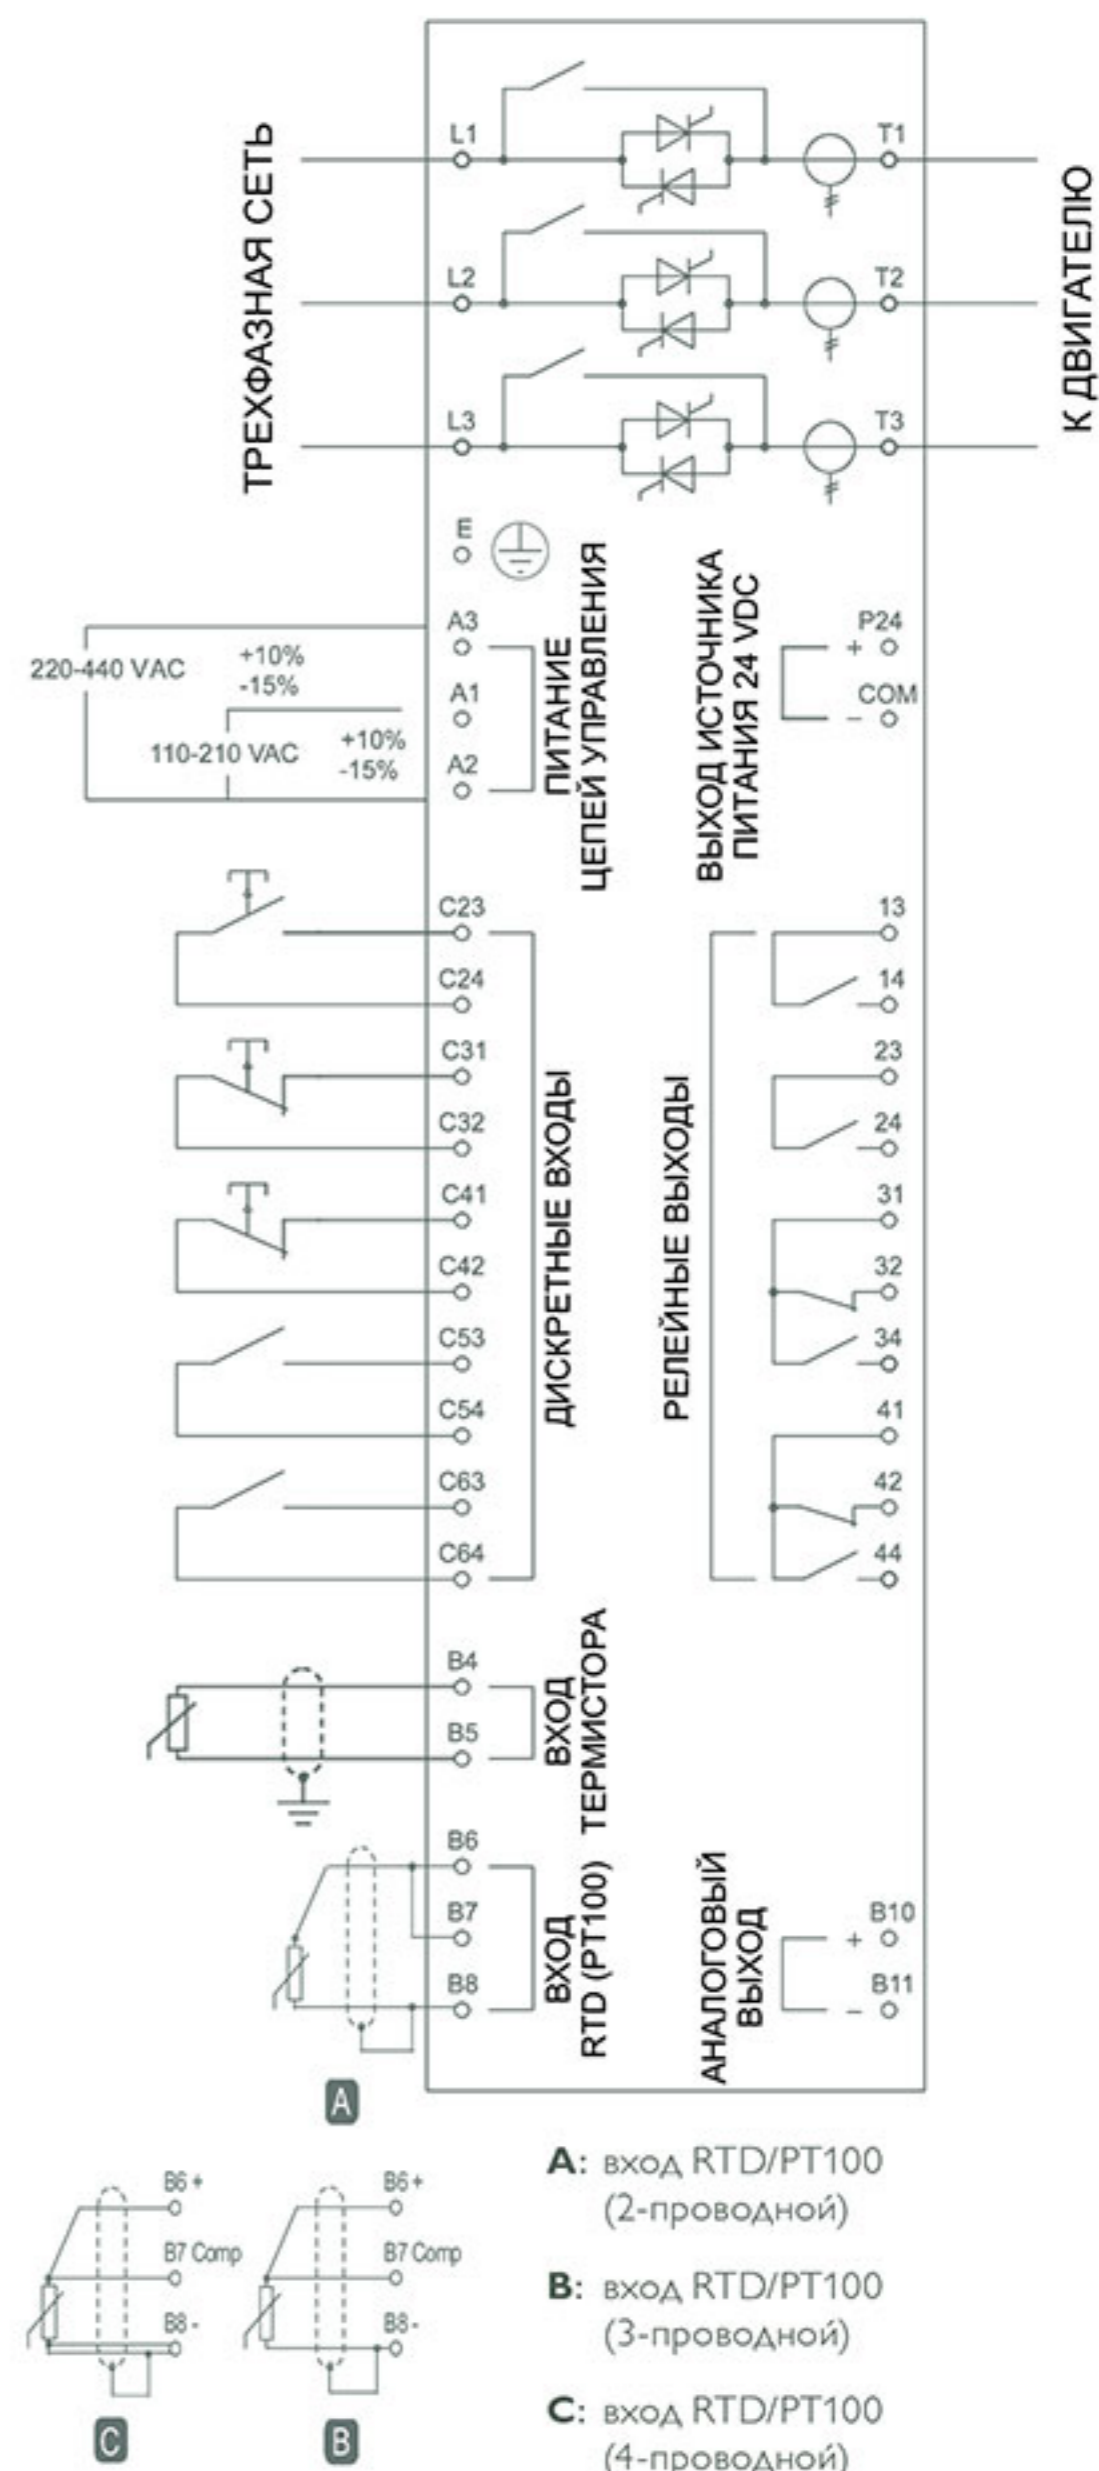 L1
T1
L2
T2
L3
T3
ТРЕХФАЗНАЯ СЕТЬ
К ДВИГАТЕЛЮ
E
A3
A1
A2
220-440 VAC
+10%
-15%
110-210 VAC
+10%
-15%
ПИТАНИЕ
ЦЕПЕЙ УПРАВЛЕНИЯ
ВЫХОД ИСТОЧНИКА
ПИТАНИЯ 24 VDC
P24
+
COM
-
C23
C24
C31
C32
C41
C42
C53
C54
C63
C64
ДИСКРЕТНЫЕ ВХОДЫ
РЕЛЕЙНЫЕ ВЫХОДЫ
13
14
23
24
31
32
34
41
42
44
B4
B5
ВХОД
ТЕРМИСТОРА
B6
B7
B8
ВХОД
RTD (PT100)
АНАЛОГОВЫЙ
ВЫХОД
B10
+
B11
-
A
B6 +
B7 Comp
B8 -
C
B6 +
B7 Comp
B8 -
B
A: вход RTD/PT100
(2-проводной)
B: вход RTD/PT100
(3-проводной)
C: вход RTD/PT100
(4-проводной)